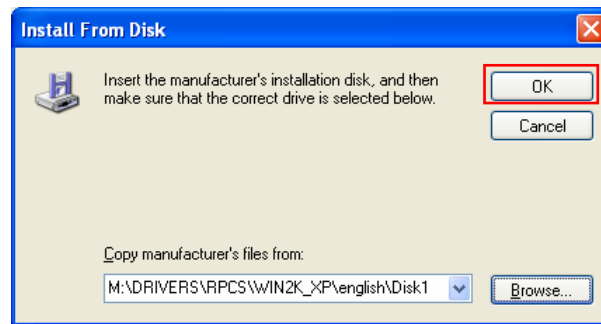 Install From Disk
Insert the manufacturer's installation disk, and then
make sure that the correct drive is selected below.
OK
Cancel
Copy manufacturer's files from:
M:\DRIVERS\RPCS\WIN2K_XP\english\Disk1
Browse...